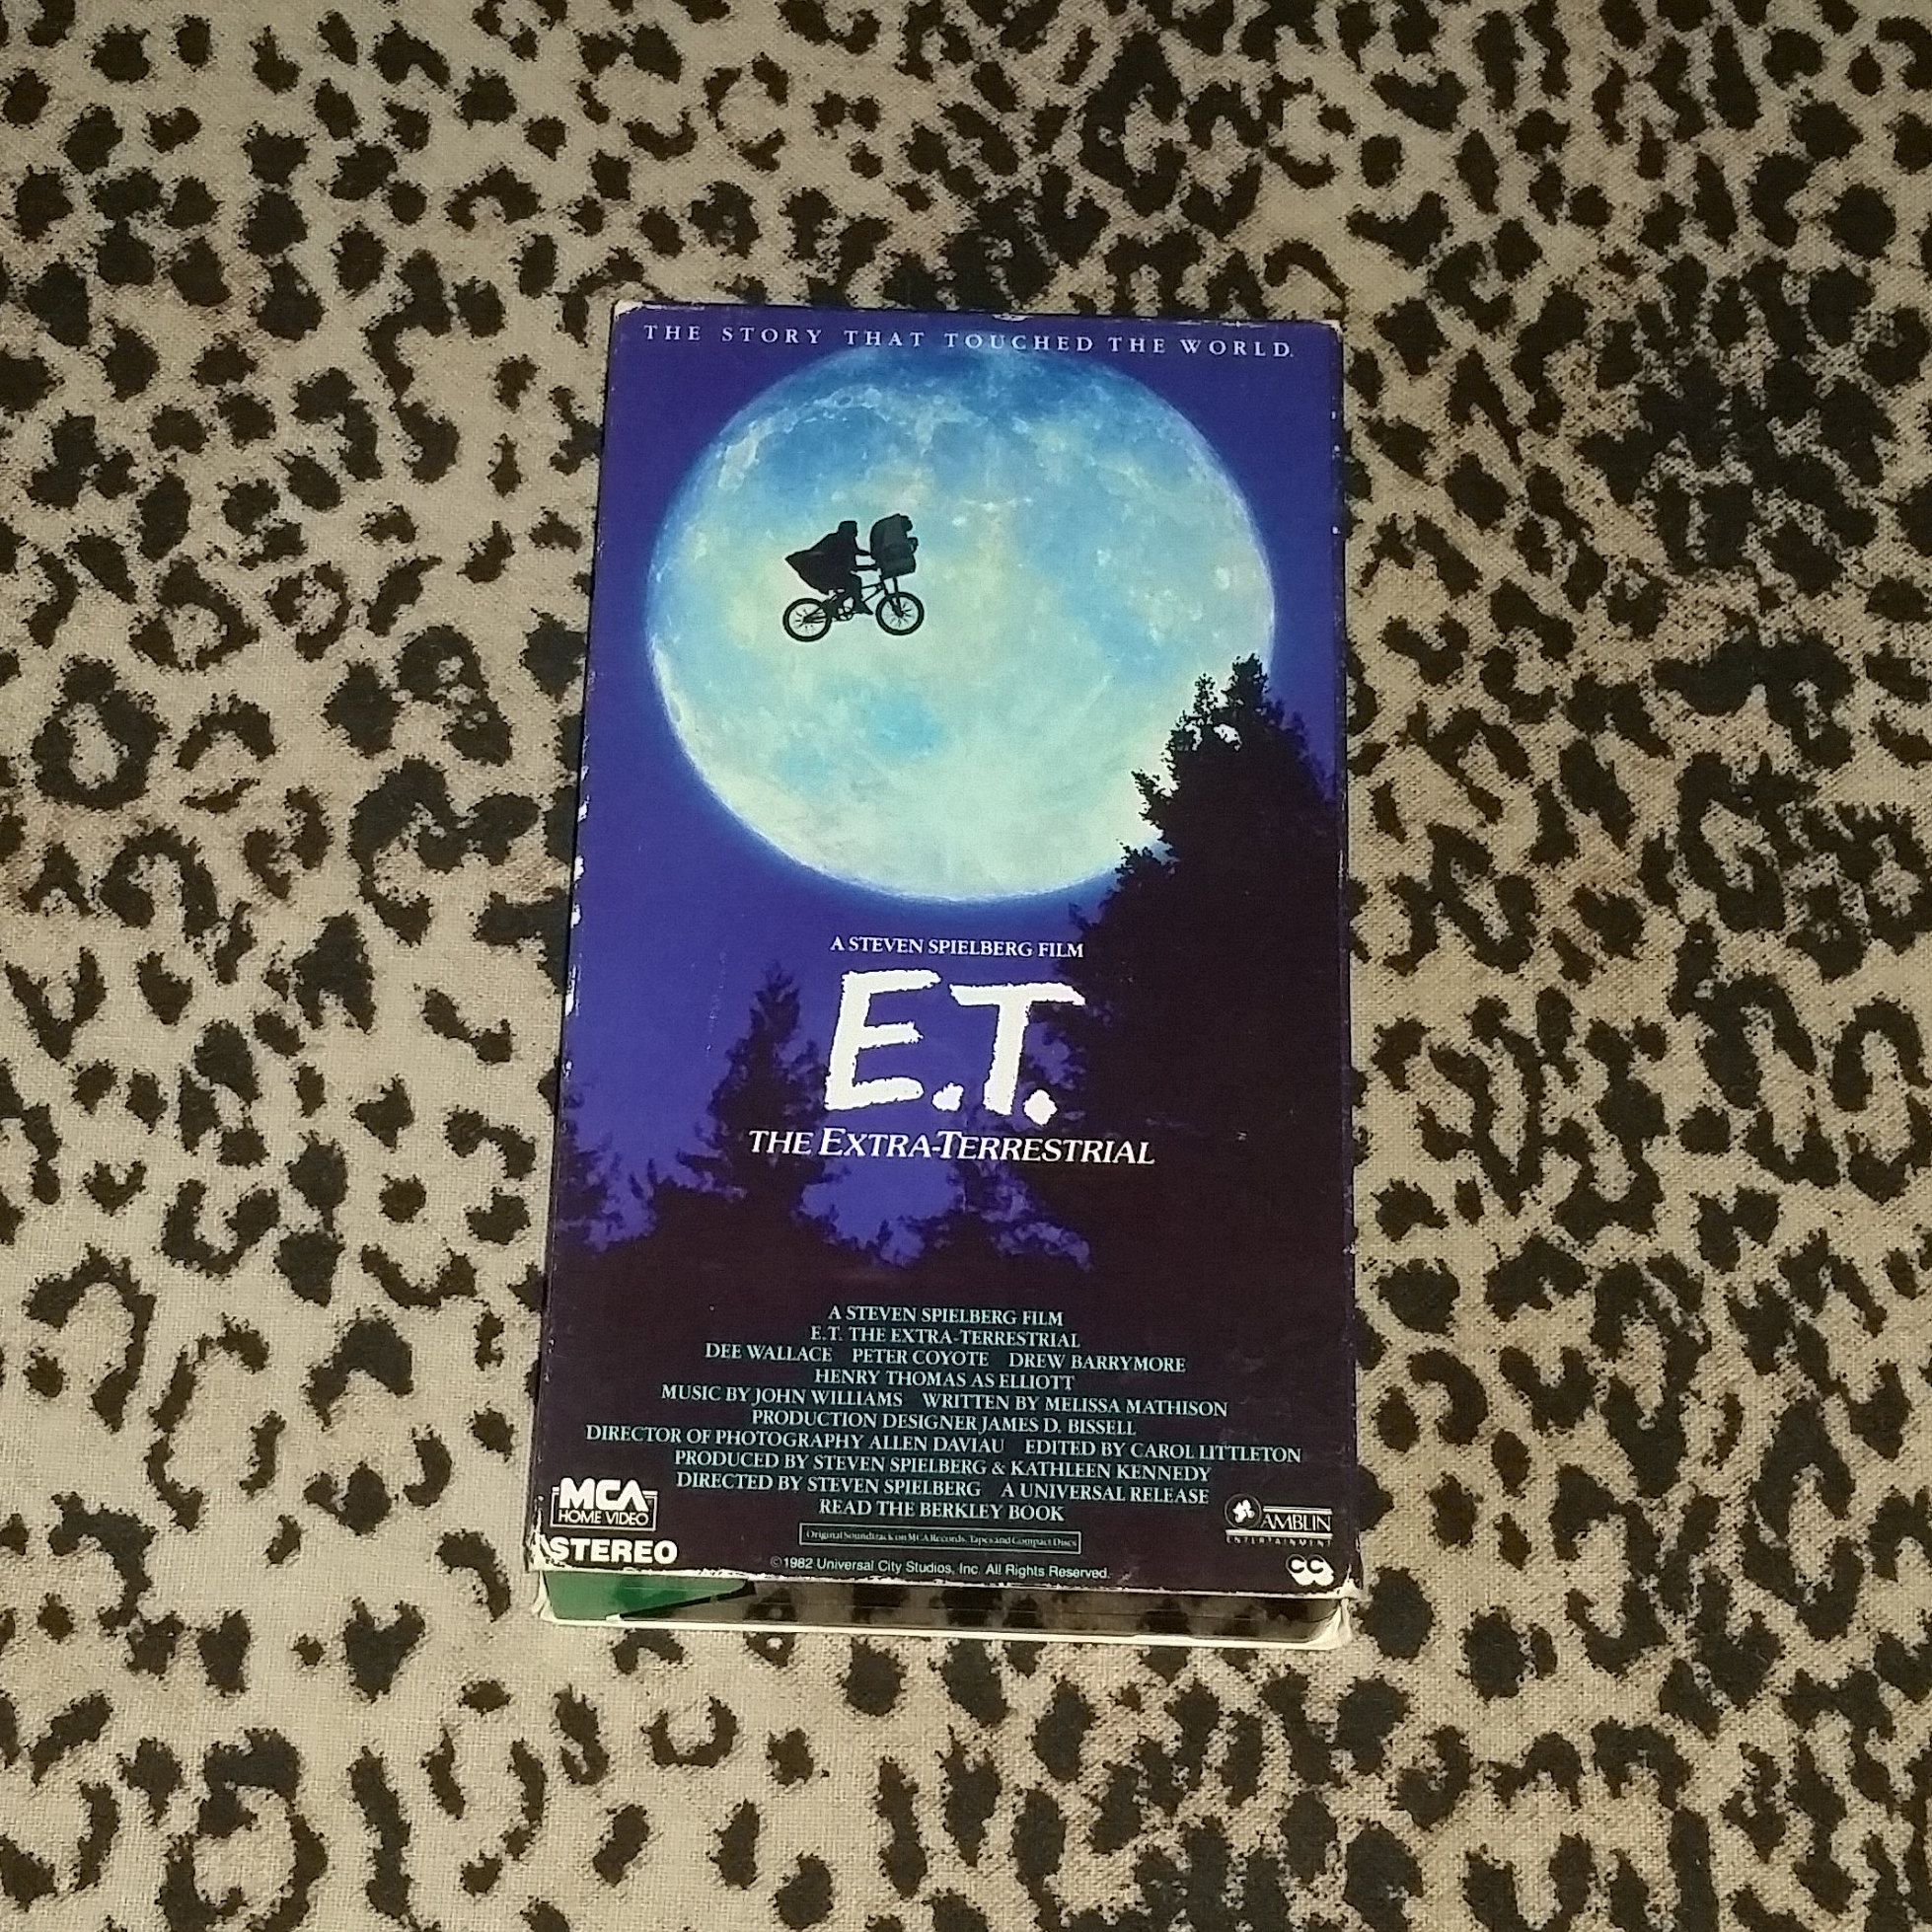 THE STORY THAT TOUCHED THE WORLD.
A STEVEN SPIELBERG FILM
E.T.
THE EXTRA-TERRESTRIAL
A STEVEN SPIELBERG FILM
E.T. THE EXTRA-TERRESTRIAL
DEE WALLACE PETER COYOTE DREW BARRYMORE
HENRY THOMAS AS ELLIOTT
MUSIC BY JOHN WILLIAMS WRITTEN BY MELISSA MATHISON
PRODUCTION DESIGNER JAMES D. BISSELL
DIRECTOR OF PHOTOGRAPHY ALLEN DAVIAU EDITED BY CAROL LITTLETON
PRODUCED BY STEVEN SPIELBERG & KATHLEEN KENNEDY
DIRECTED BY STEVEN SPIELBERG A UNIVERSAL RELEASE
READ THE BERKLEY BOOK
Original Soundtrack on MCA Records, Tapes and Compact Discs
©1982 Universal City Studios, Inc. All Rights Reserved.
MCA
HOME VIDEO
STEREO
AMBLIN
ENTERTAINMENT
CC